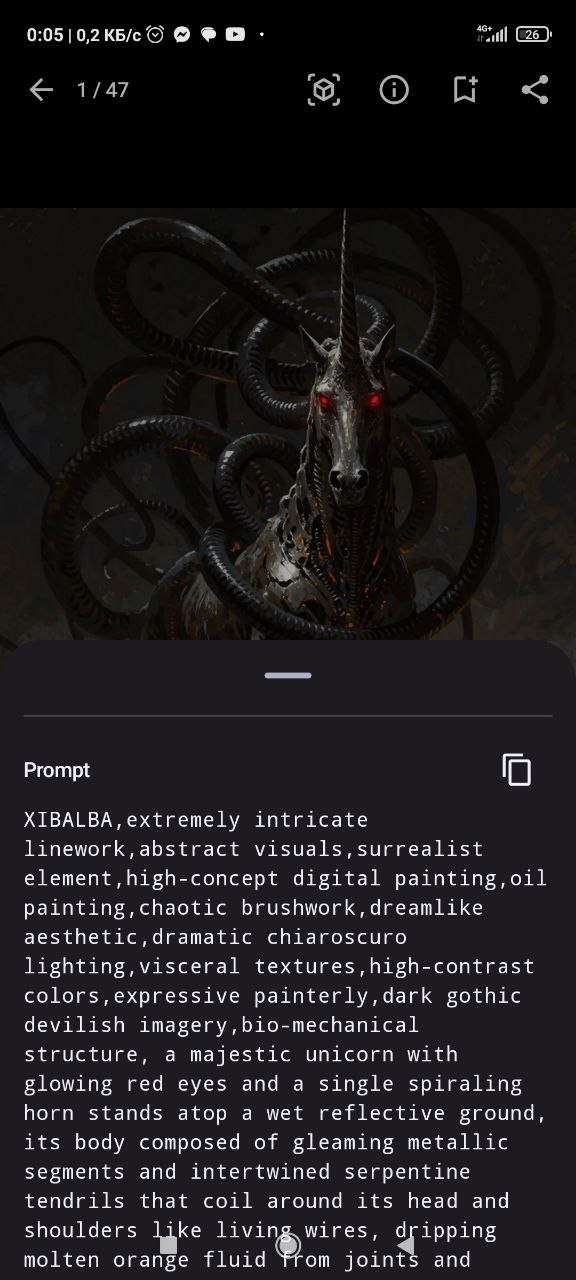 0:05 | 0,2 КБ/с
4G+
26
1 / 47
Prompt
XIBALBA,extremely intricate
linework,abstract visuals,surrealist
element,high-concept digital painting,oil
painting,chaotic brushwork,dreamlike
aesthetic,dramatic chiaroscuro
lighting,visceral textures,high-contrast
colors,expressive painterly,dark gothic
devilish imagery,bio-mechanical
structure, a majestic unicorn with
glowing red eyes and a single spiraling
horn stands atop a wet reflective ground,
its body composed of gleaming metallic
segments and intertwined serpentine
tendrils that coil around its head and
shoulders like living wires, dripping
molten orange fluid from joints and